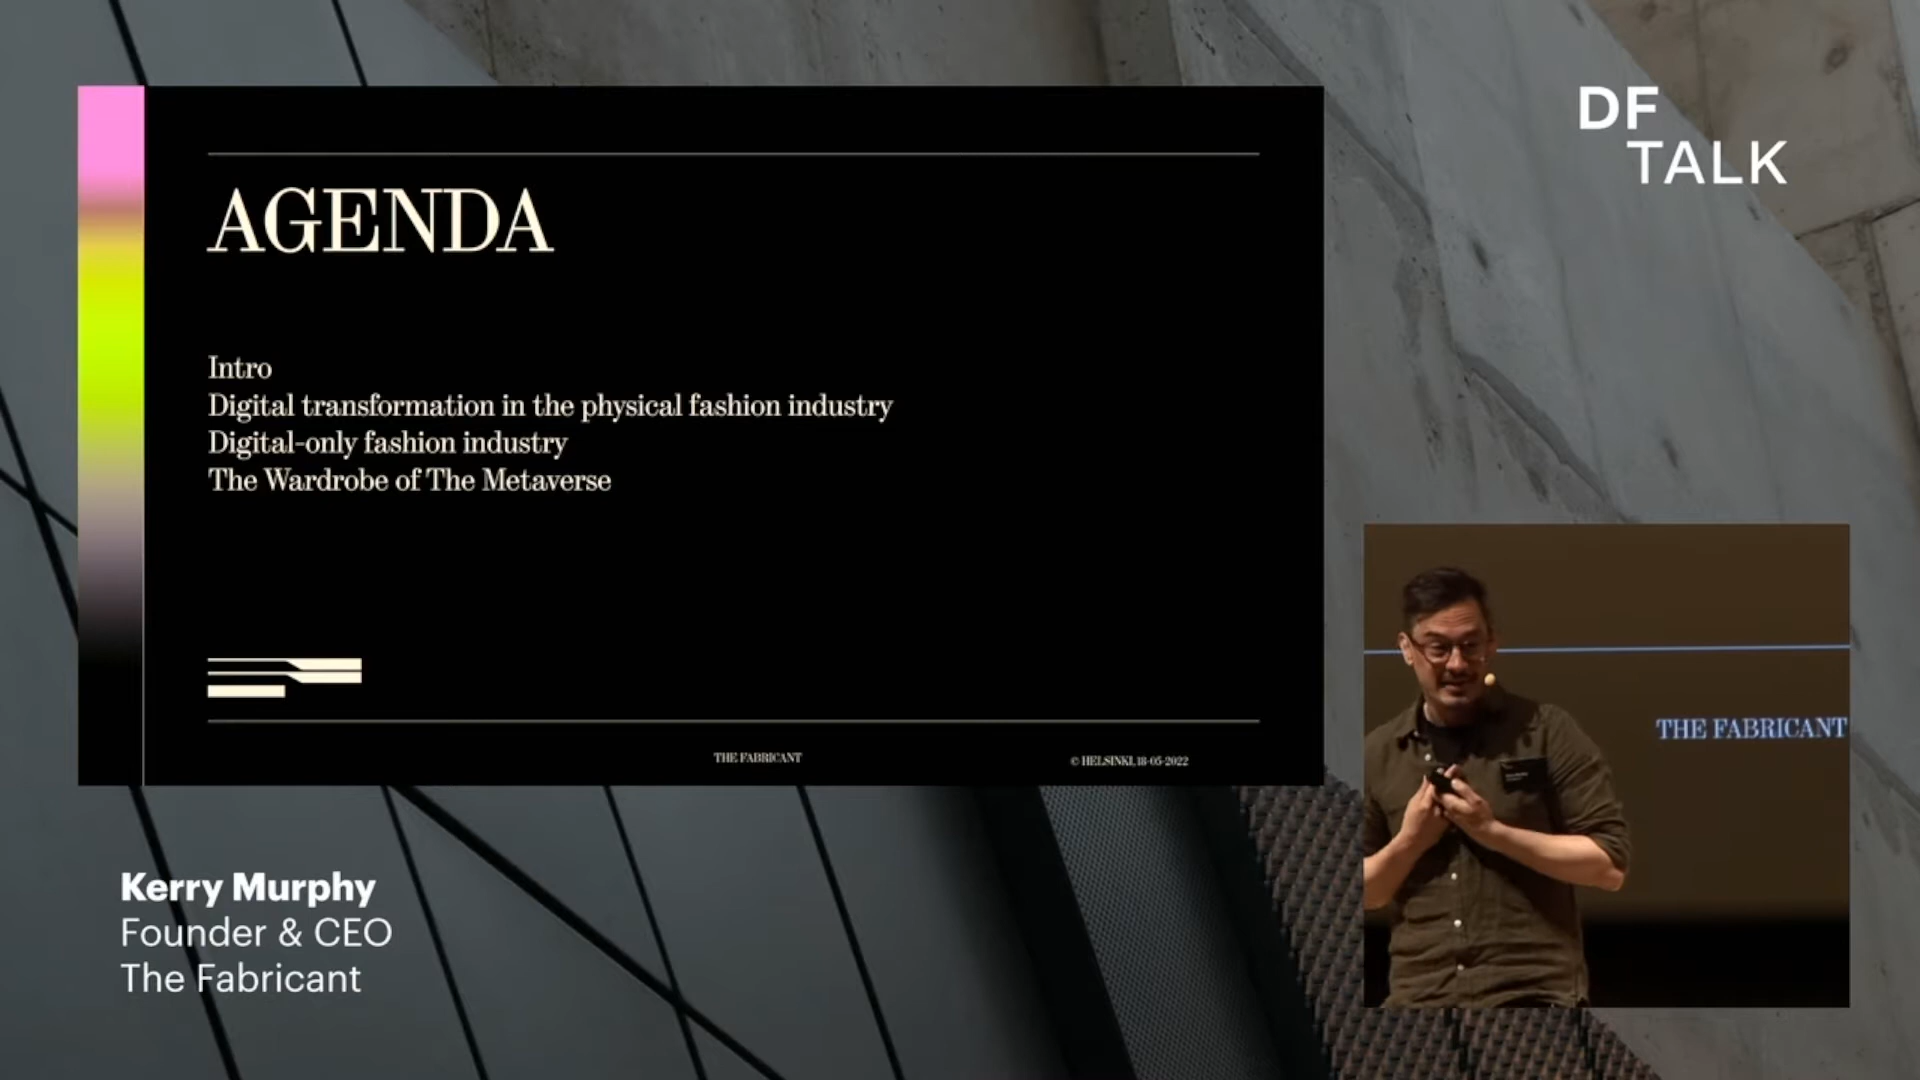 DF
TALK
AGENDA
Intro
Digital transformation in the physical fashion industry
Digital-only fashion industry
The Wardrobe of The Metaverse
THE FABRICANT
© HELSINKI, 18-05-2022
THE FABRICANT
Kerry Murphy
Founder & CEO
The Fabricant